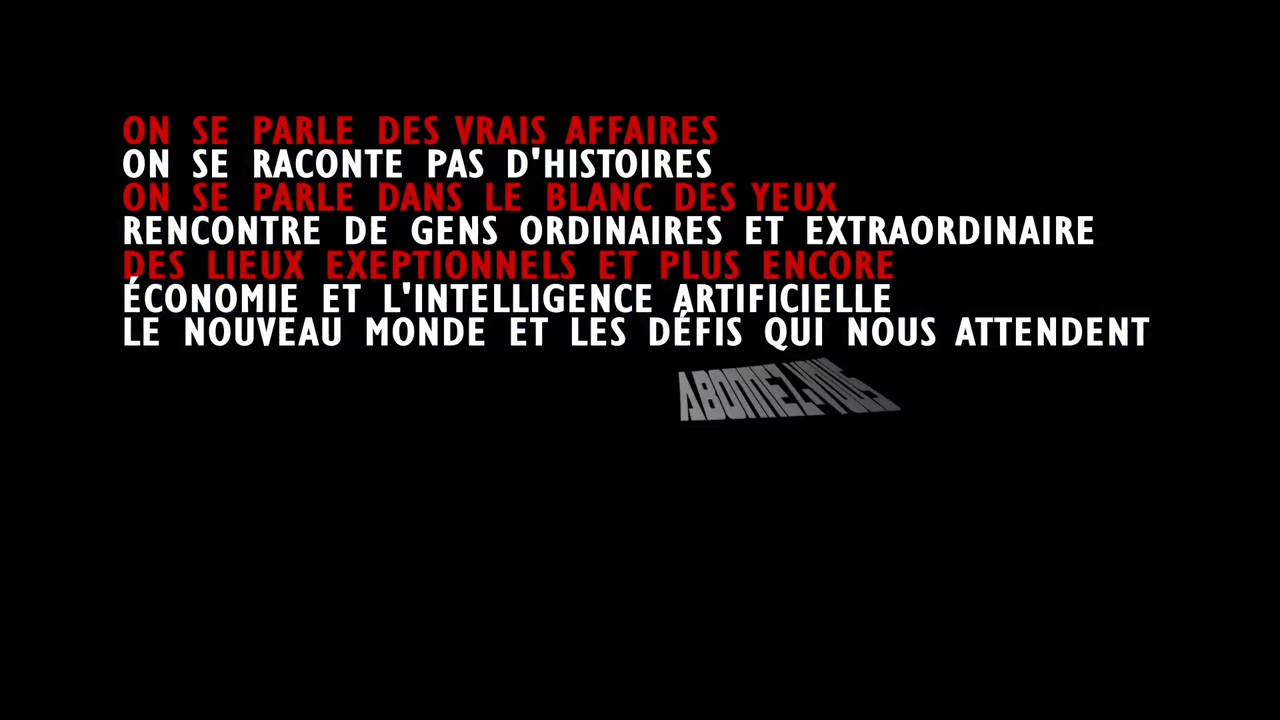 ON SE PARLE DES VRAIS AFFAIRES
ON SE RACONTE PAS D'HISTOIRES
ON SE PARLE DANS LE BLANC DES YEUX
RENCONTRE DE GENS ORDINAIRES ET EXTRAORDINAIRE
DES LIEUX EXEPTIONNELS ET PLUS ENCORE
ÉCONOMIE ET L'INTELLIGENCE ARTIFICIELLE
LE NOUVEAU MONDE ET LES DÉFIS QUI NOUS ATTENDENT
ABONNEZ-VOUS